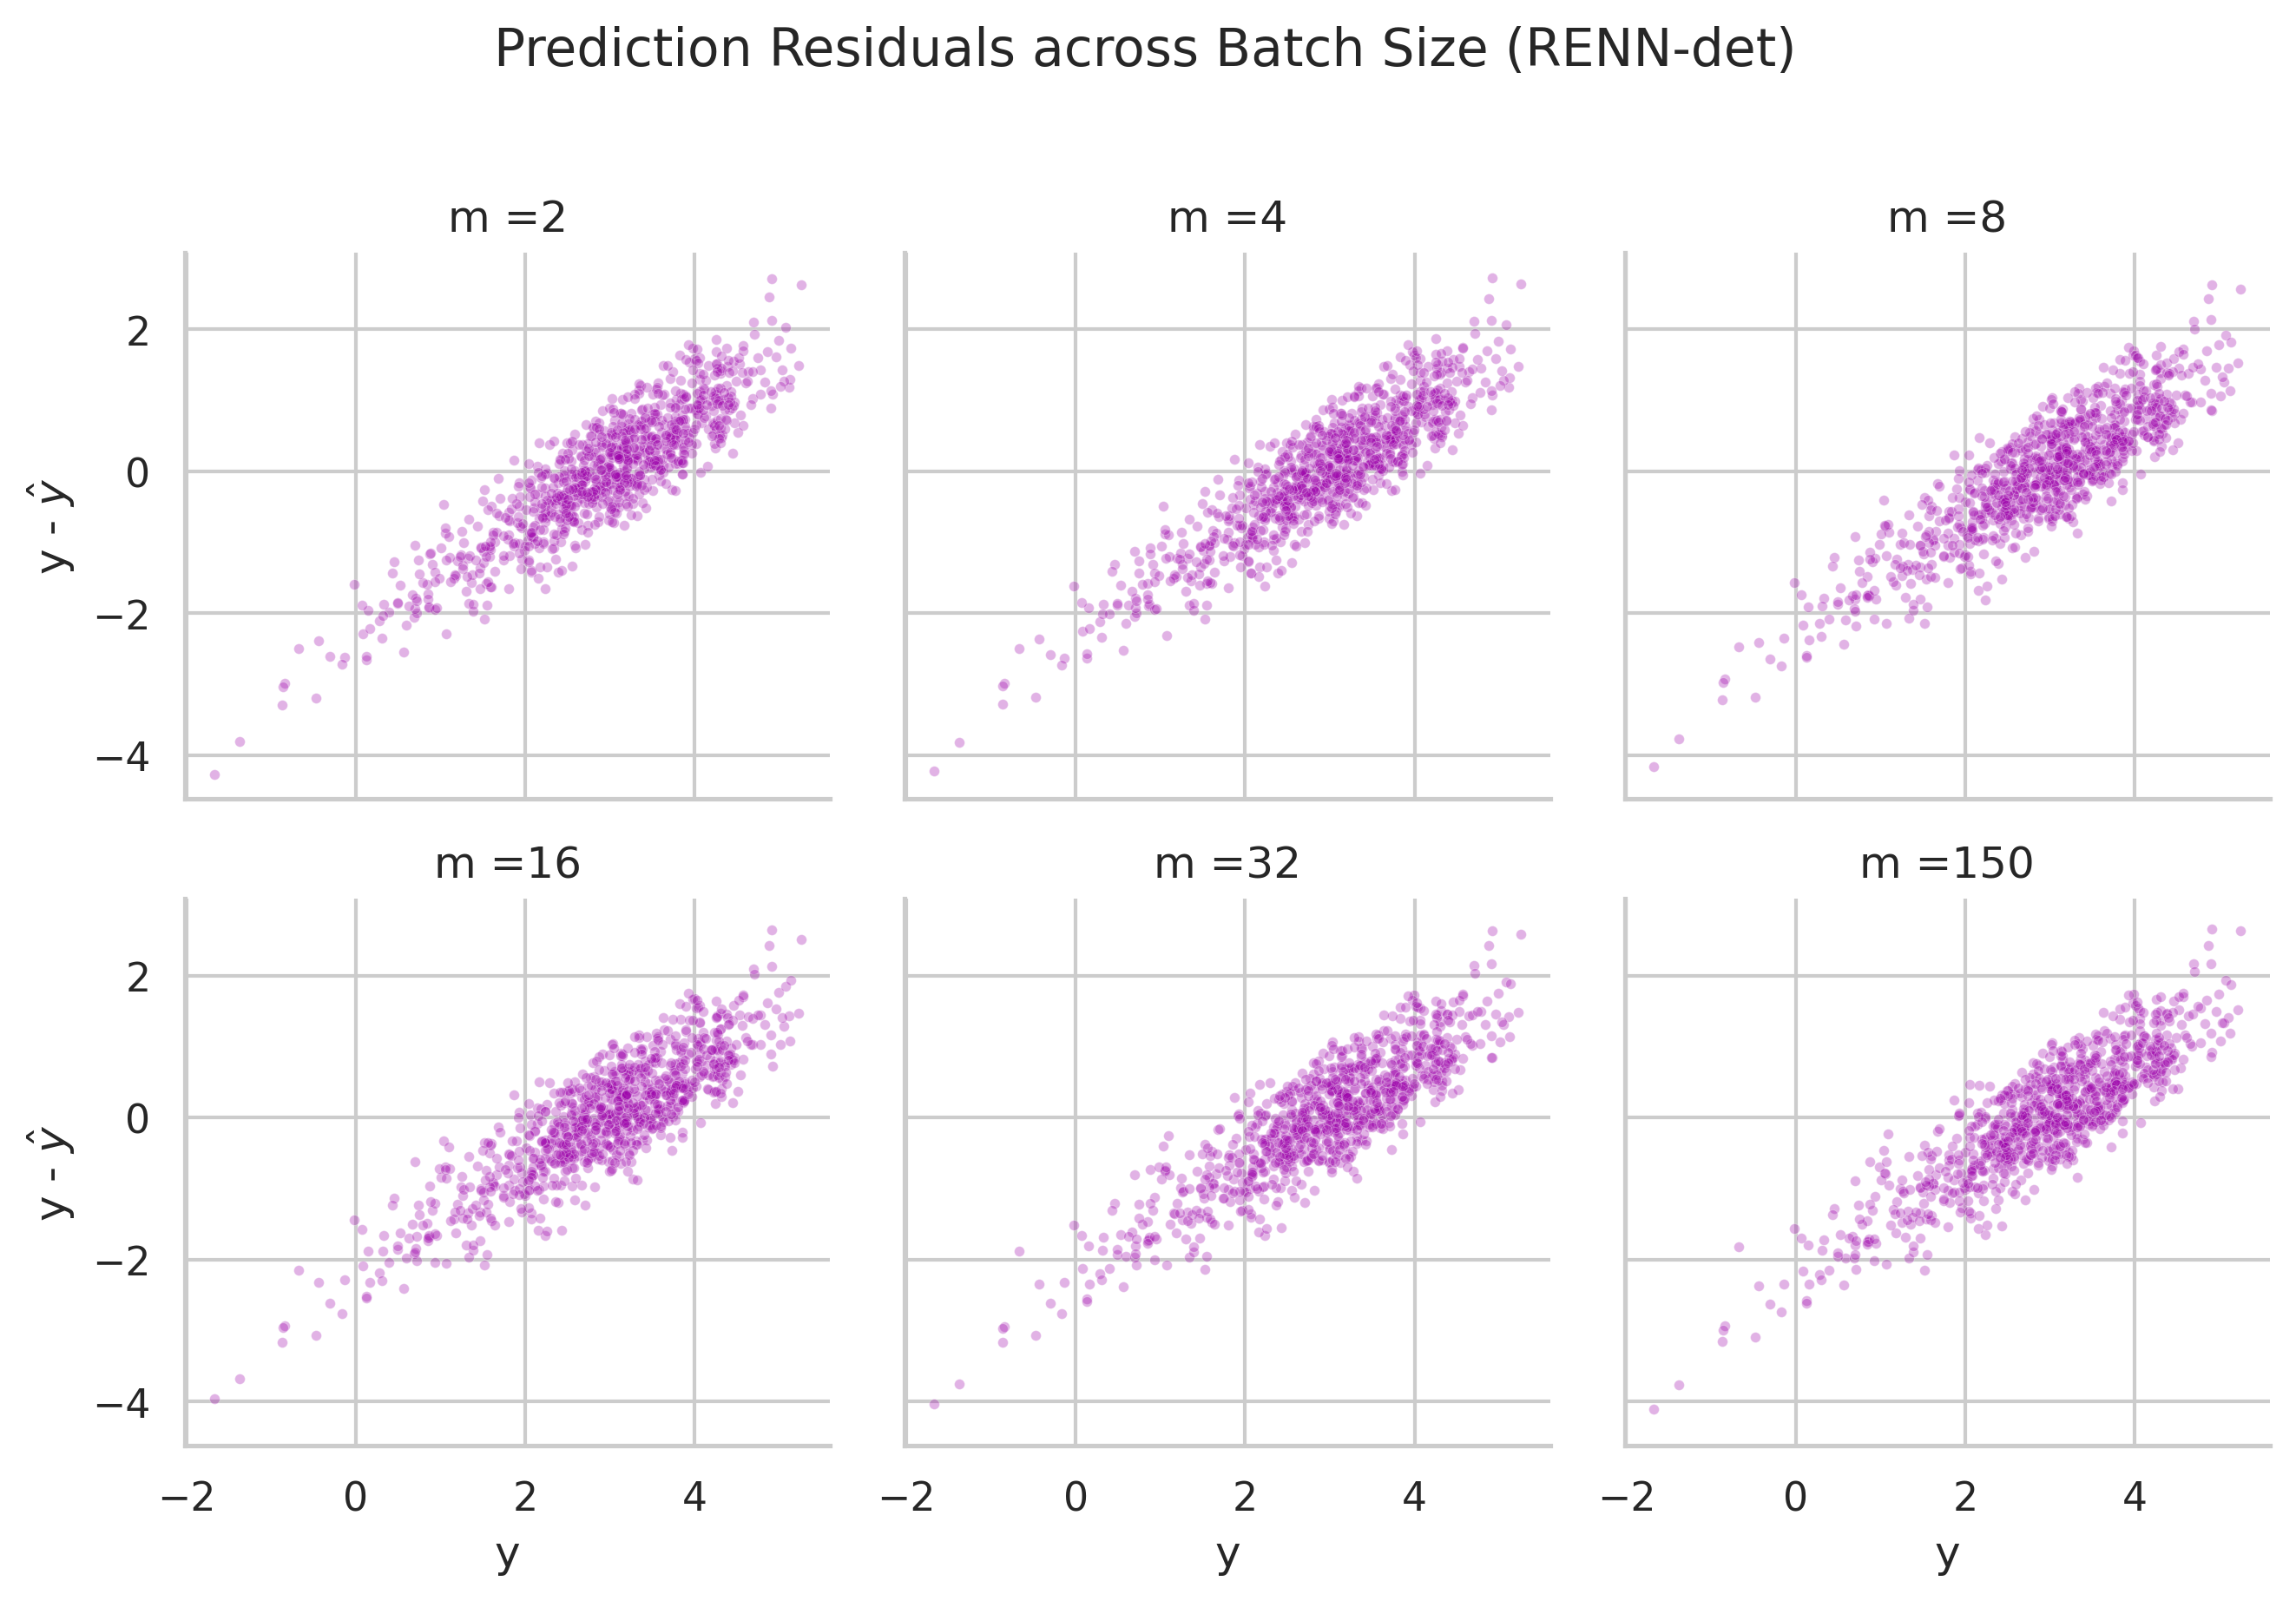 Prediction Residuals across Batch Size (RENN-det)
m =2
m =4
m =8
y - ŷ
2
0
−2
−4
m =16
m =32
m =150
y - ŷ
2
0
−2
−4
−2 0 2 4
−2 0 2 4
−2 0 2 4
y
y
y